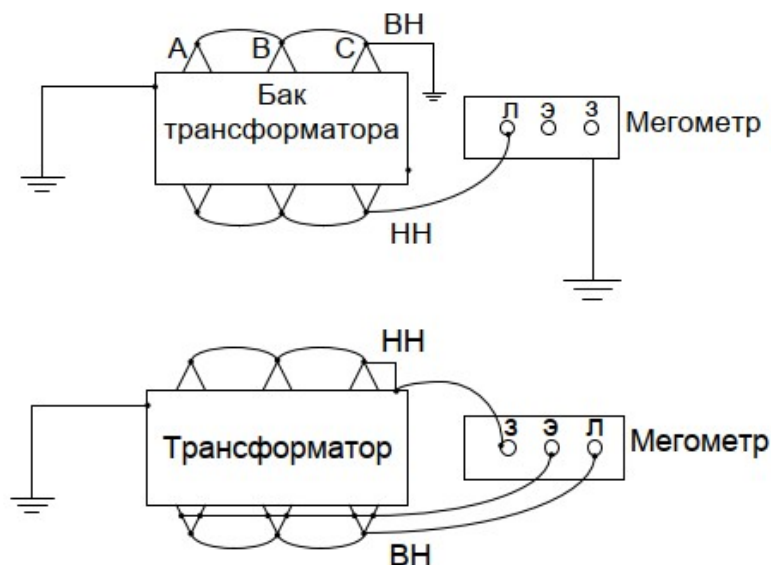 ВН
А В С
Бак
трансформатора
Л Э З
Мегометр
НН
НН
Трансформатор
З Э Л
Мегометр
ВН